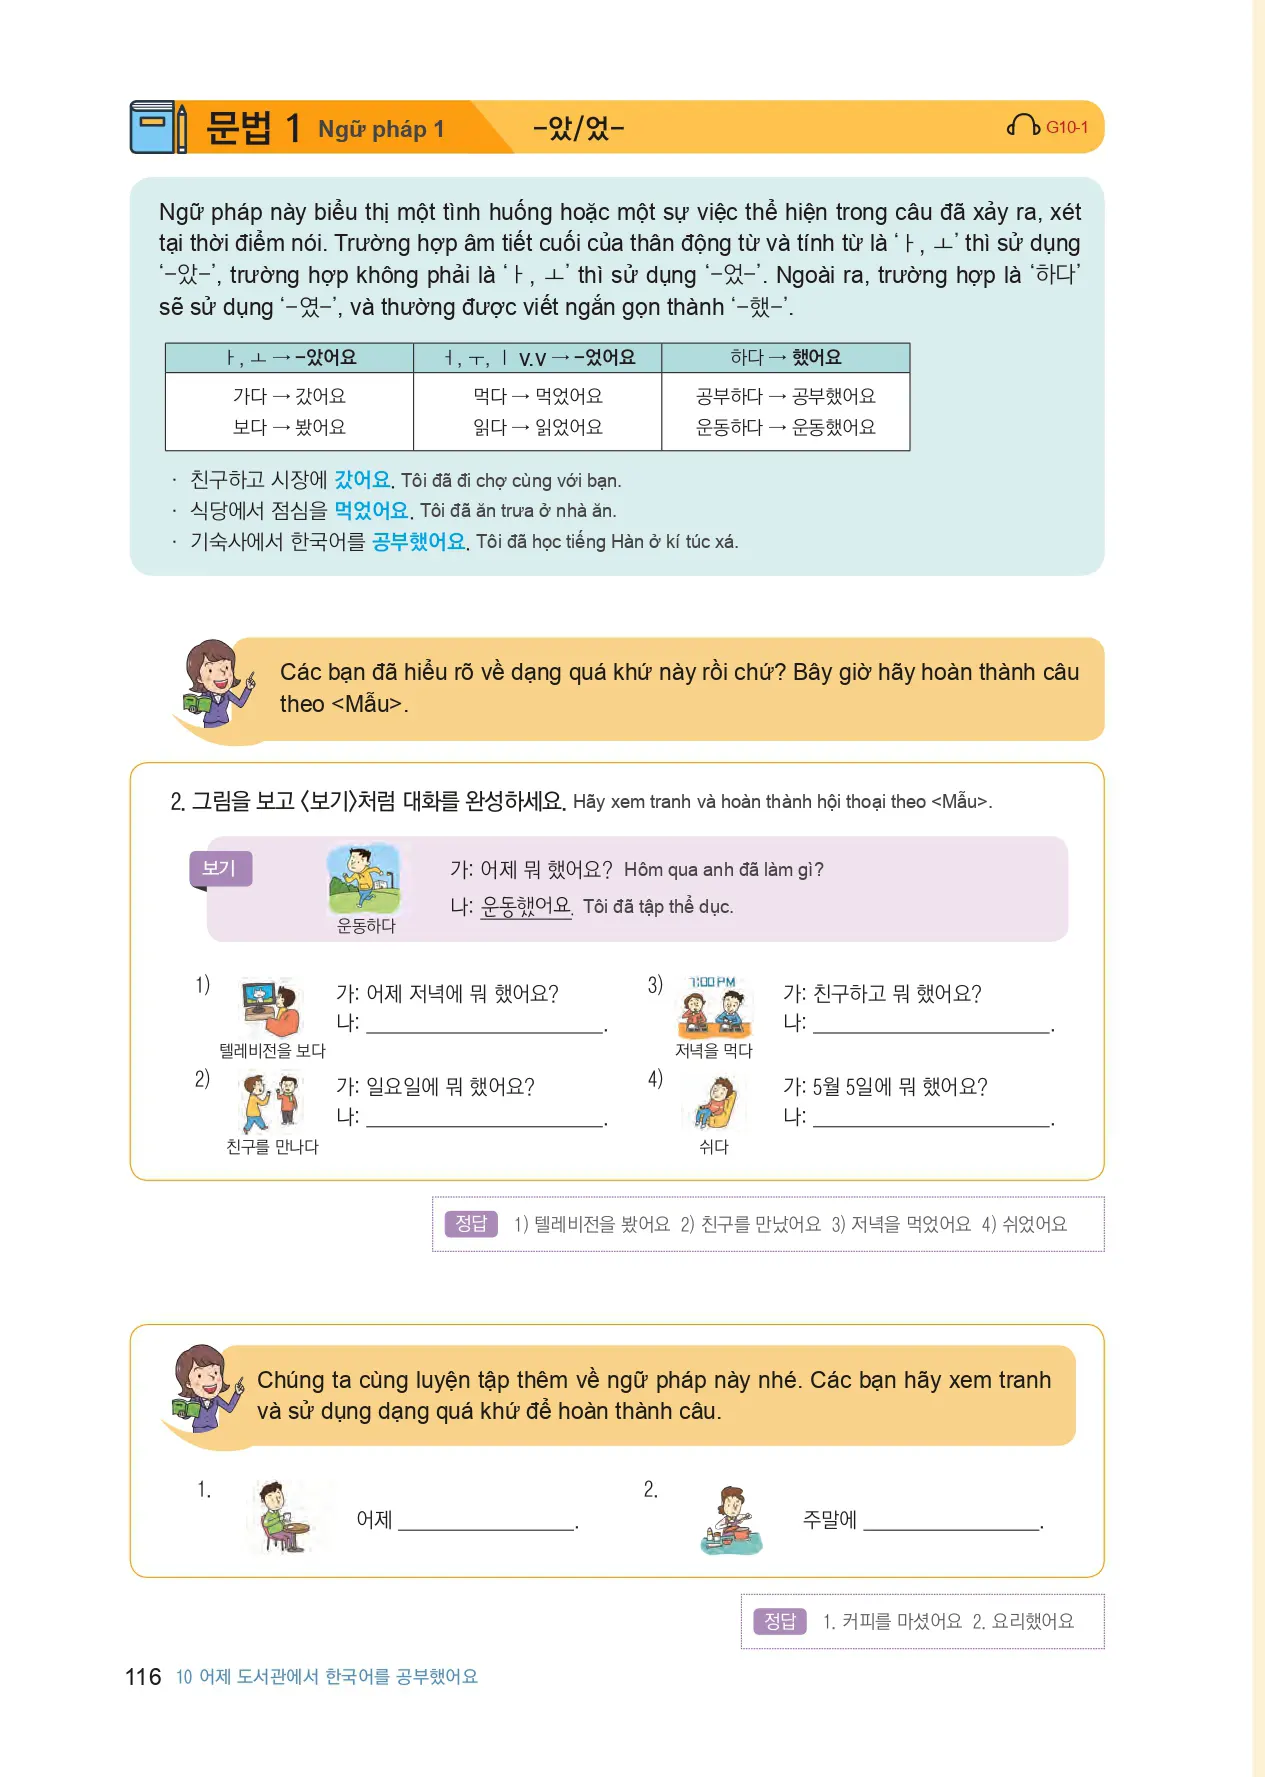 문법 1 Ngữ pháp 1 -았/었- G10-1
Ngữ pháp này biểu thị một tình huống hoặc một sự việc thể hiện trong câu đã xảy ra, xét
tại thời điểm nói. Trường hợp âm tiết cuối của thân động từ và tính từ là ‘ㅏ, ㅗ’ thì sử dụng
‘-았-’, trường hợp không phải là ‘ㅏ, ㅗ’ thì sử dụng ‘-었-’. Ngoài ra, trường hợp là ‘하다’
sẽ sử dụng ‘-였-’, và thường được viết ngắn gọn thành ‘-했-’.
ㅏ, ㅗ → -았어요 ㅓ, ㅜ, ㅣ v.v → -었어요 하다 → 했어요
가다 → 갔어요 먹다 → 먹었어요 공부하다 → 공부했어요
보다 → 봤어요 읽다 → 읽었어요 운동하다 → 운동했어요
· 친구하고 시장에 갔어요. Tôi đã đi chợ cùng với bạn.
· 식당에서 점심을 먹었어요. Tôi đã ăn trưa ở nhà ăn.
· 기숙사에서 한국어를 공부했어요. Tôi đã học tiếng Hàn ở kí túc xá.
Các bạn đã hiểu rõ về dạng quá khứ này rồi chứ? Bây giờ hãy hoàn thành câu
theo <Mẫu>.
2. 그림을 보고 〈보기〉처럼 대화를 완성하세요. Hãy xem tranh và hoàn thành hội thoại theo <Mẫu>.
보기
가: 어제 뭐 했어요? Hôm qua anh đã làm gì?
나: 운동했어요. Tôi đã tập thể dục.
운동하다
1)
가: 어제 저녁에 뭐 했어요?
나: ______________________.
텔레비전을 보다
2)
가: 일요일에 뭐 했어요?
나: ______________________.
친구를 만나다
3)
7:00 PM
가: 친구하고 뭐 했어요?
나: ______________________.
저녁을 먹다
4)
가: 5월 5일에 뭐 했어요?
나: ______________________.
쉬다
정답 1) 텔레비전을 봤어요 2) 친구를 만났어요 3) 저녁을 먹었어요 4) 쉬었어요
Chúng ta cùng luyện tập thêm về ngữ pháp này nhé. Các bạn hãy xem tranh
và sử dụng dạng quá khứ để hoàn thành câu.
1. 어제 ________________.
2. 주말에 ________________.
정답 1. 커피를 마셨어요 2. 요리했어요
116 10 어제 도서관에서 한국어를 공부했어요